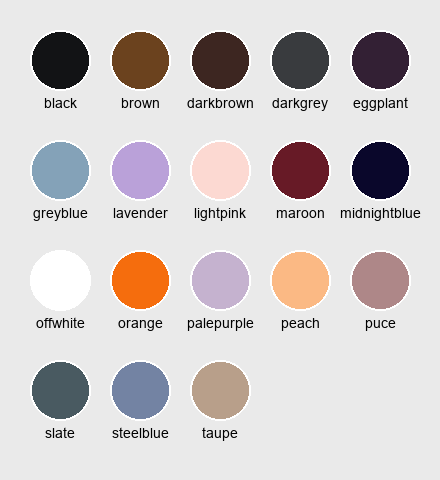 black brown darkbrown darkgrey eggplant
greyblue lavender lightpink maroon midnightblue
offwhite orange palepurple peach puce
slate steelblue taupe